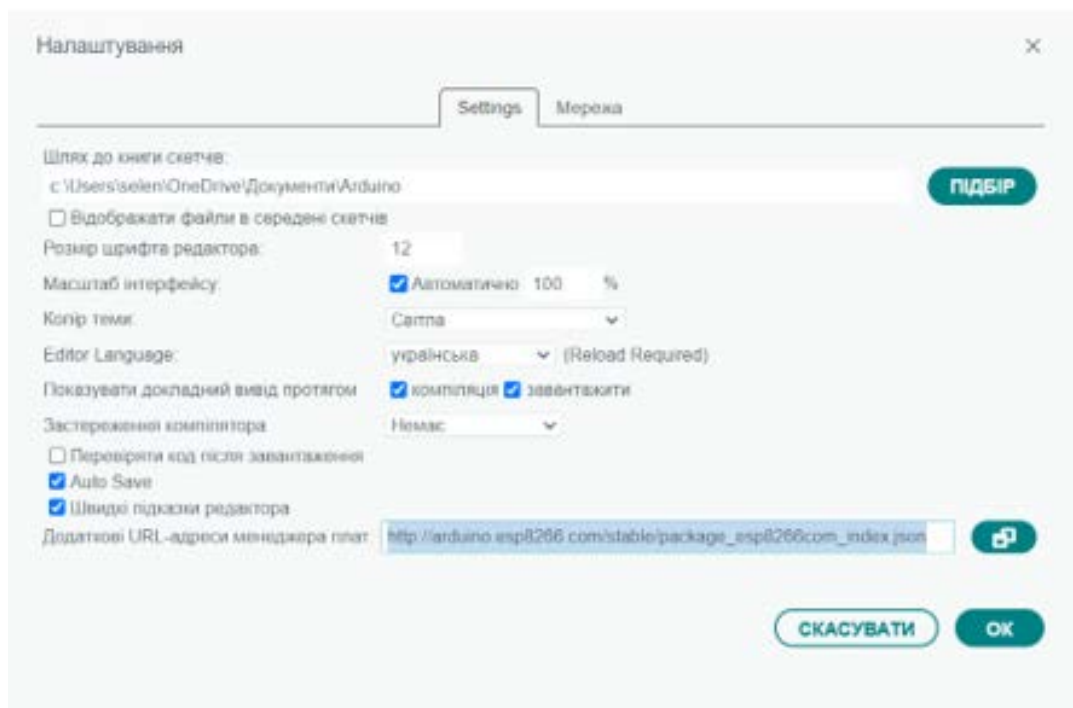 Налаштування
Settings Мережа
Шлях до книги скетчів:
c:\Users\selen\OneDrive\Документи\Arduino
ПІДБІР
Відображати файли в середені скетчів
Розмір шрифта редактора: 12
Масштаб інтерфейсу: Автоматично 100 %
Колір теми: Світла
Editor Language: українська (Reload Required)
Показувати докладний вивід протягом компіляція завантажити
Застереження компілятора Немає
Перевіряти код після завантаження
Auto Save
Швидкі підказки редактора
Додаткові URL-адреси менеджера плат http://arduino.esp8266.com/stable/package_esp8266com_index.json
СКАСУВАТИ OK